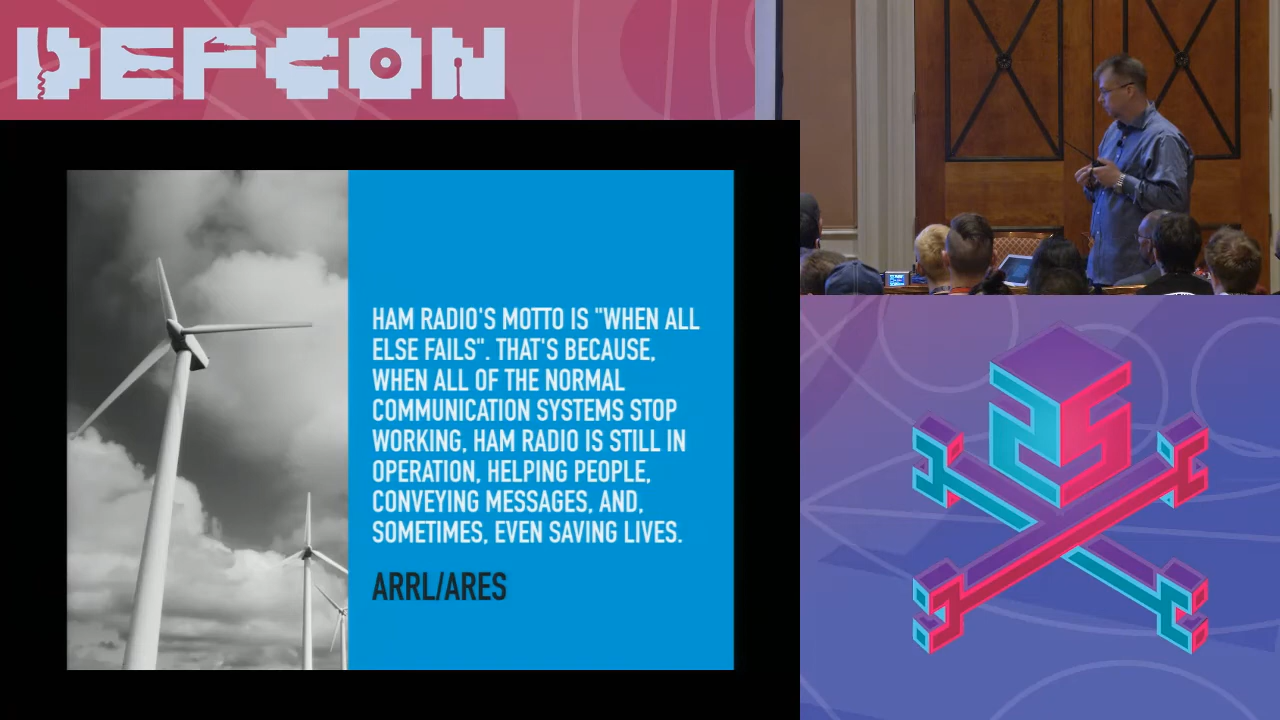 DEFCON
HAM RADIO'S MOTTO IS "WHEN ALL
ELSE FAILS". THAT'S BECAUSE,
WHEN ALL OF THE NORMAL
COMMUNICATION SYSTEMS STOP
WORKING, HAM RADIO IS STILL IN
OPERATION, HELPING PEOPLE,
CONVEYING MESSAGES, AND,
SOMETIMES, EVEN SAVING LIVES.
ARRL/ARES
25